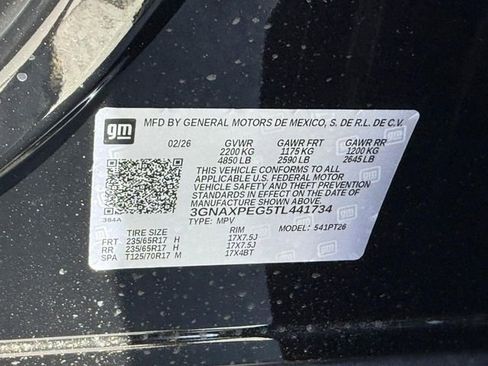 gm
MFD BY GENERAL MOTORS DE MEXICO, S. DE R.L. DE C.V.
02/26 GVWR GAWR FRT GAWR RR
2200 KG 1175 KG 1200 KG
4850 LB 2590 LB 2645 LB
THIS VEHICLE CONFORMS TO ALL
APPLICABLE U.S. FEDERAL MOTOR
VEHICLE SAFETY AND THEFT PREVENTION
STANDARDS IN EFFECT ON THE DATE OF
MANUFACTURE SHOWN ABOVE.
3GNAXPEG5TL441734
TYPE: MPV MODEL: 541PT26
384A
TIRE SIZE RIM
FRT 235/65R17 H 17X7.5J
RR 235/65R17 H 17X7.5J
SPA T125/70R17 M 17X4BT